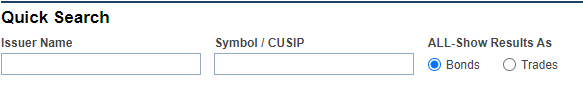 Quick Search
Issuer Name Symbol / CUSIP ALL-Show Results As
Bonds Trades